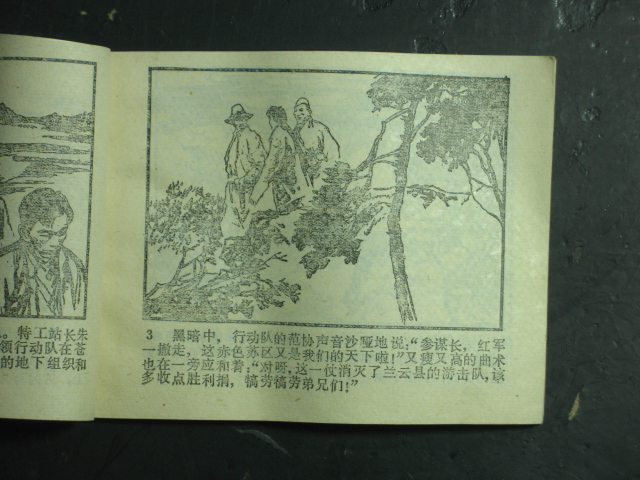 。特工站长朱
领行动队在苍
的地下组织和
3 黑暗中，行动队的范协声音沙哑地说：“参谋长，红军
一撤走，这赤色苏区又是我们的天下啦！”又瘦又高的曲术
也在一旁应和着：“对呀，这一仗消灭了兰云县的游击队，该
多收点胜利捐，犒劳犒劳弟兄们！”